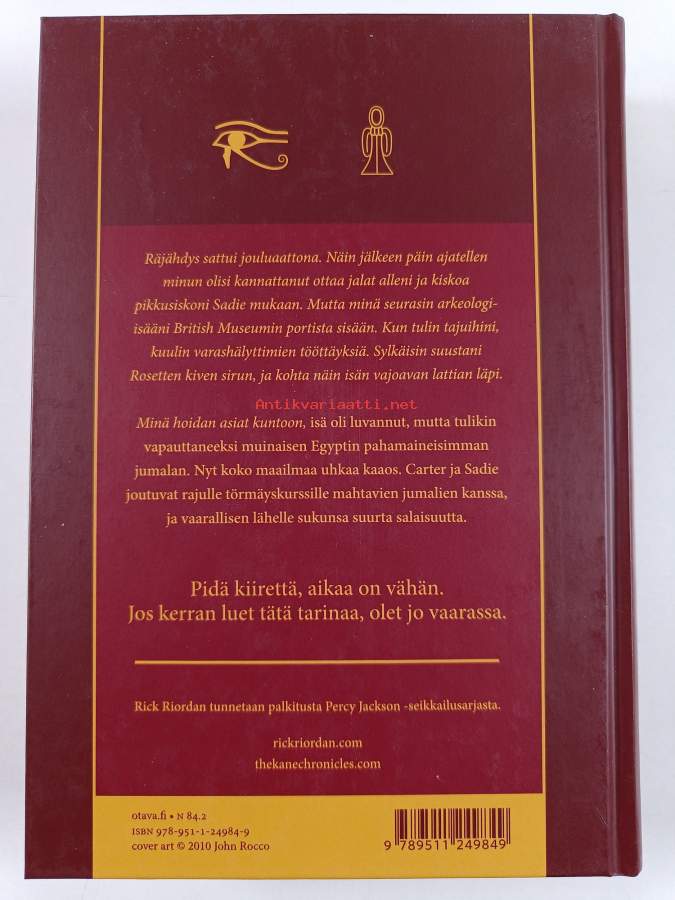 Räjähdys sattui jouluaattona. Näin jälkeen päin ajatellen
minun olisi kannattanut ottaa jalat alleni ja kiskoa
pikkusiskoni Sadie mukaan. Mutta minä seurasin arkeologi-
isääni British Museumin portista sisään. Kun tulin tajuihini,
kuulin varashälyttimien tööttäyksiä. Sylkäisin suustani
Rosetten kiven sirun, ja kohta näin isän vajoavan lattian läpi.
Antikvariaatti.net
Minä hoidan asiat kuntoon, isä oli luvannut, mutta tulikin
vapauttaneeksi muinaisen Egyptin pahamaineisimman
jumalan. Nyt koko maailmaa uhkaa kaaos. Carter ja Sadie
joutuvat rajulle törmäyskurssille mahtavien jumalien kanssa,
ja vaarallisen lähelle sukunsa suurta salaisuutta.
Pidä kiirettä, aikaa on vähän.
Jos kerran luet tätä tarinaa, olet jo vaarassa.
Rick Riordan tunnetaan palkitusta Percy Jackson -seikkailusarjasta.
rickriordan.com
thekanechronicles.com
otava.fi • N 84.2
ISBN 978-951-1-24984-9
cover art © 2010 John Rocco
9 789511 249849